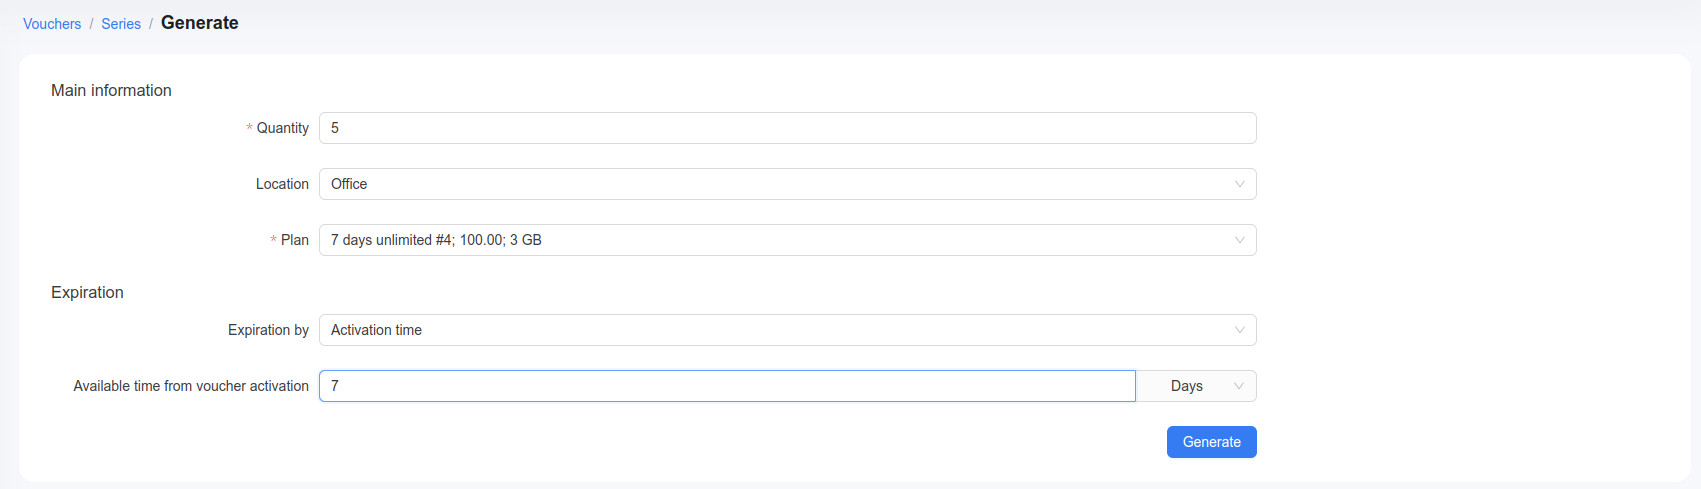 Vouchers / Series / Generate
Main information
* Quantity 5
Location Office
* Plan 7 days unlimited #4; 100.00; 3 GB
Expiration
Expiration by Activation time
Available time from voucher activation 7 Days
Generate